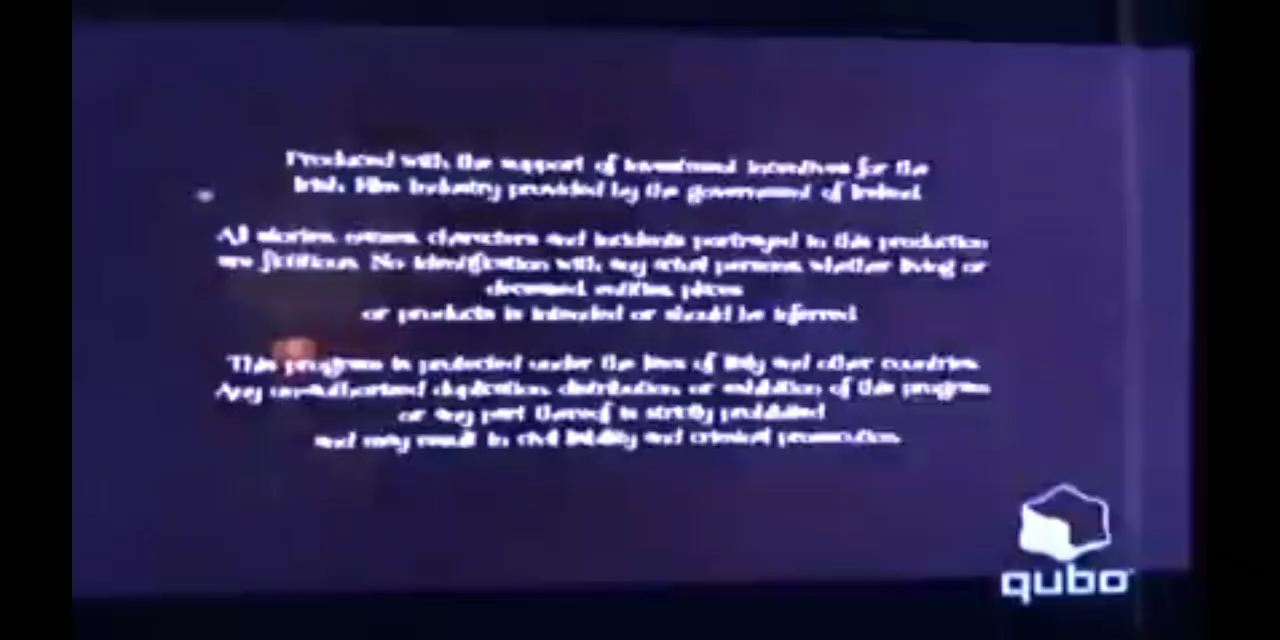 Produced with the support of investment incentives for the
Irish Film Industry provided by the government of Ireland.
All stories, names, characters and incidents portrayed in this production
are fictitious. No identification with any actual persons, whether living or
deceased, entities, places
or products is intended or should be inferred.
This program is protected under the laws of Italy and other countries.
Any un-authorized duplication, distribution, or exhibition of this program
or any part thereof is strictly prohibited
and may result in civil liability and criminal prosecution.
qubo